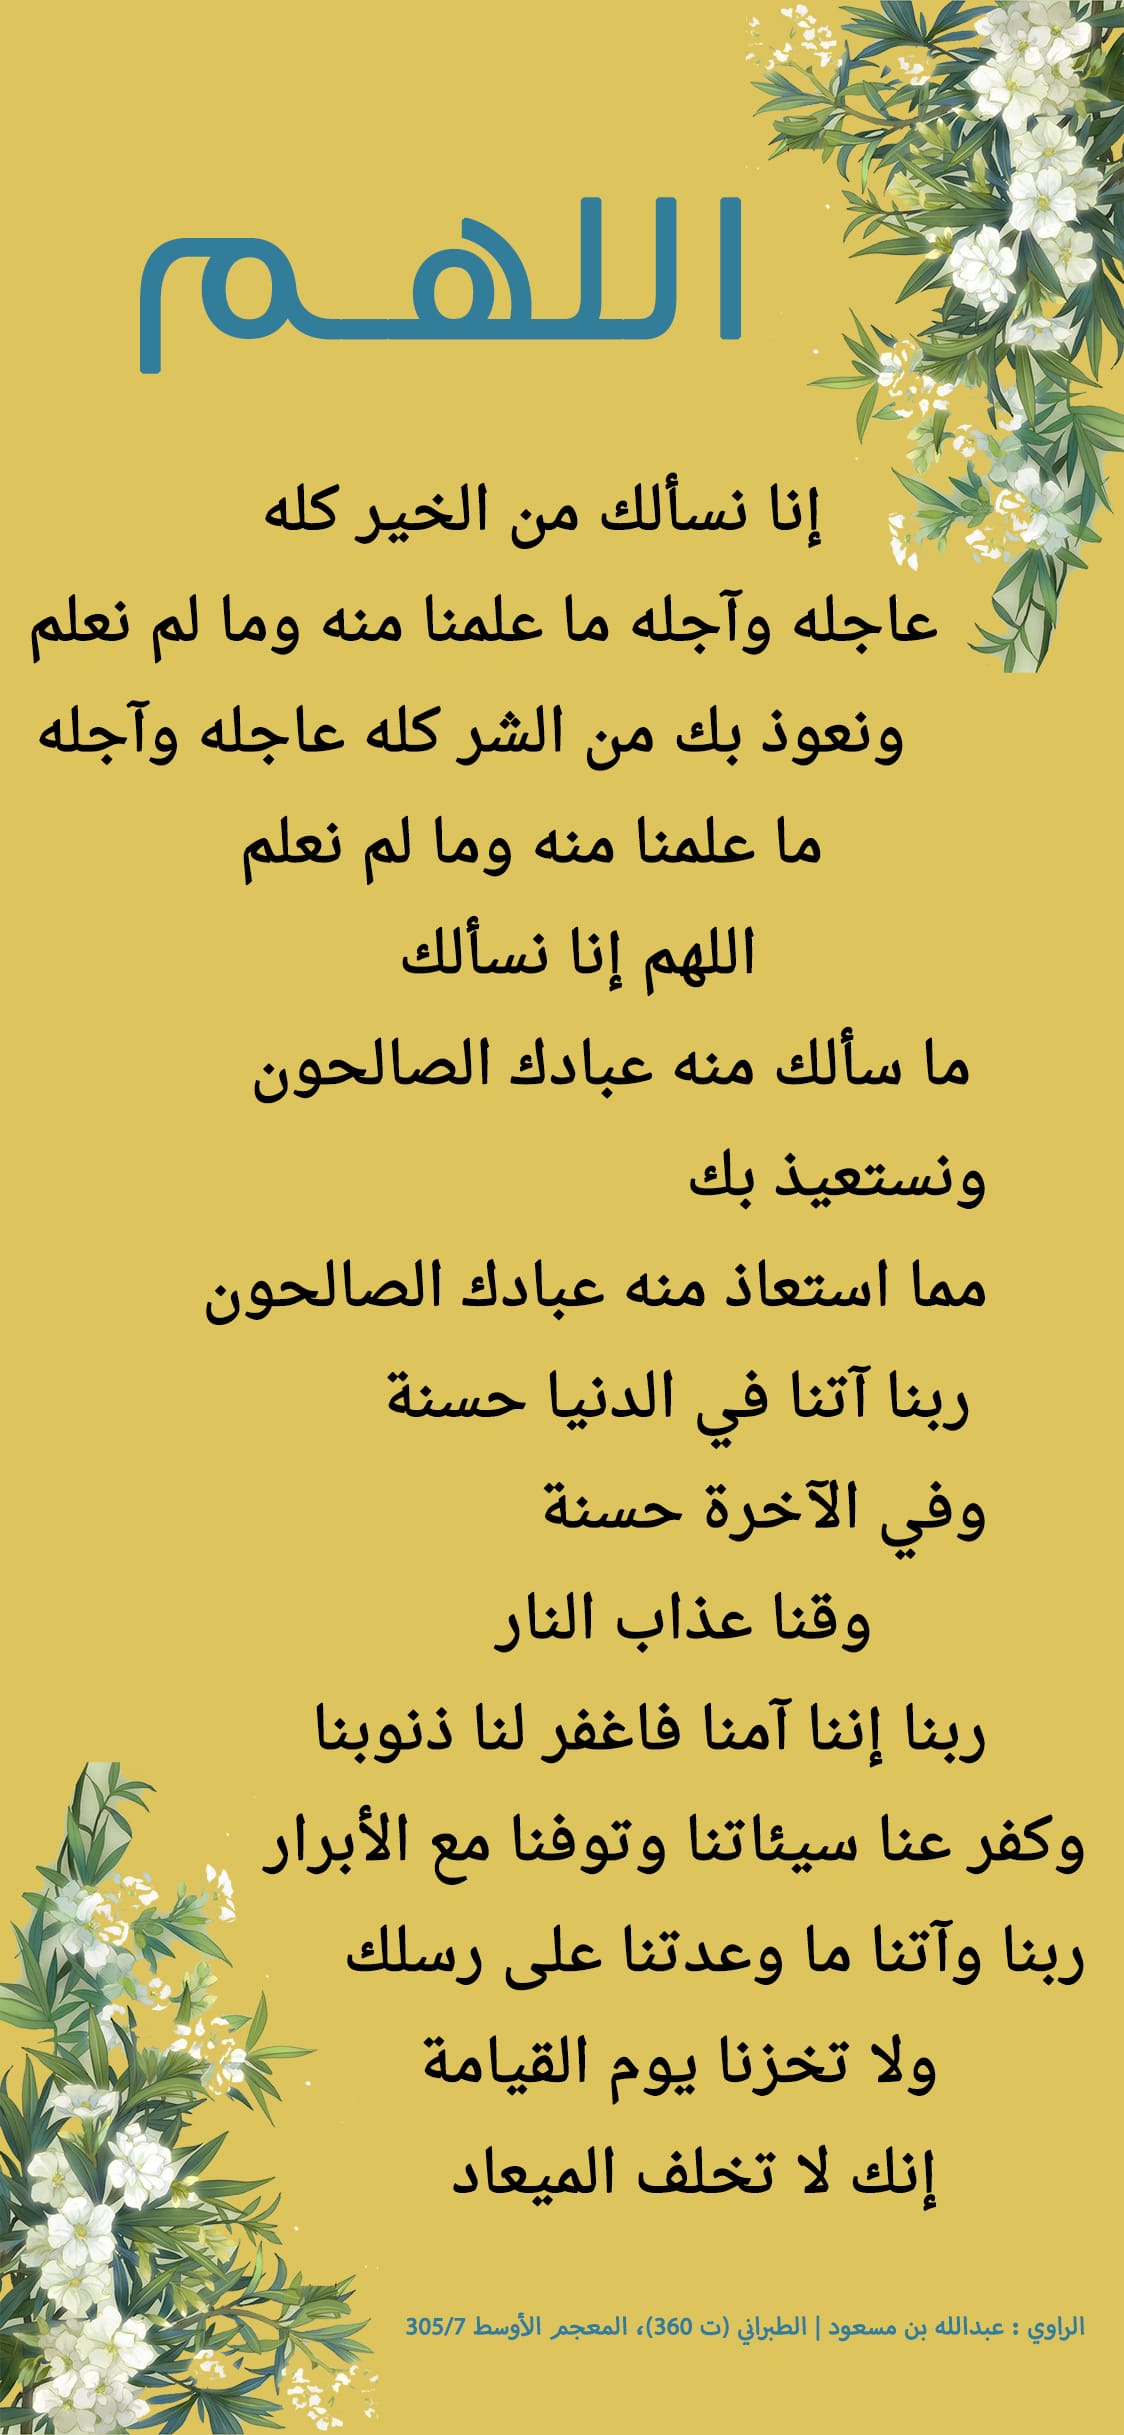 اللهم
إنا نسألك من الخير كله
عاجله وآجله ما علمنا منه وما لم نعلم
ونعوذ بك من الشر كله عاجله وآجله
ما علمنا منه وما لم نعلم
اللهم إنا نسألك
ما سألك منه عبادك الصالحون
ونستعيذ بك
مما استعاذ منه عبادك الصالحون
ربنا آتنا في الدنيا حسنة
وفي الآخرة حسنة
وقنا عذاب النار
ربنا إننا آمنا فاغفر لنا ذنوبنا
وكفر عنا سيئاتنا وتوفنا مع الأبرار
ربنا وآتنا ما وعدتنا على رسلك
ولا تخزنا يوم القيامة
إنك لا تخلف الميعاد
الراوي : عبدالله بن مسعود | الطبراني (ت 360)، المعجم الأوسط 305/7